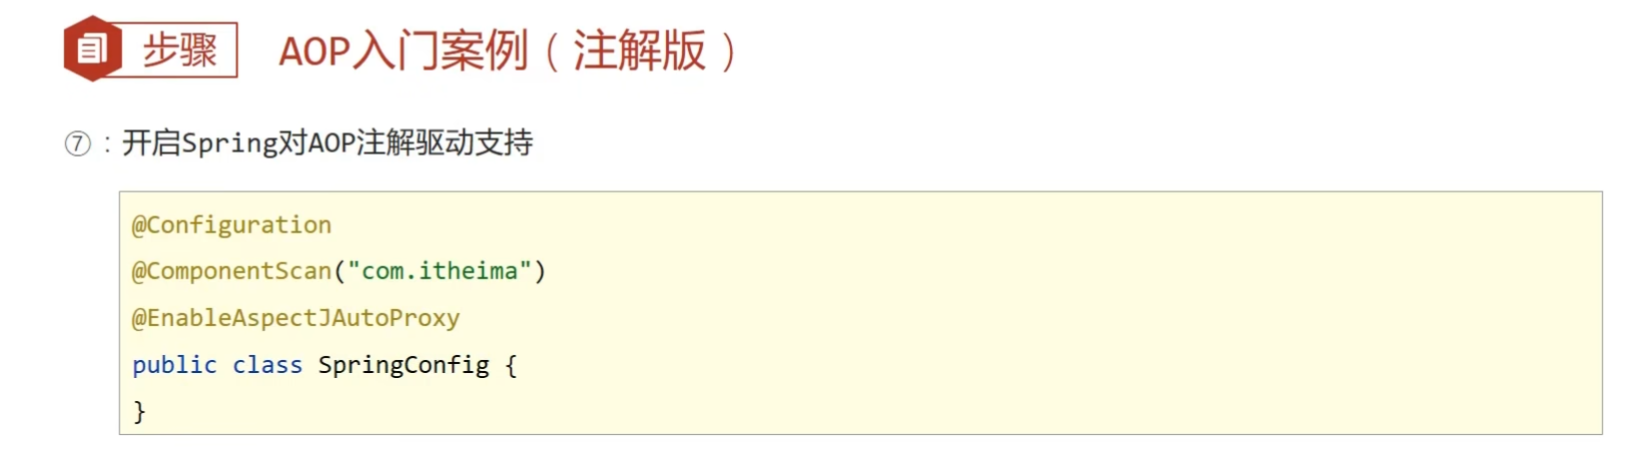 步骤 AOP入门案例（注解版）
⑦：开启Spring对AOP注解驱动支持
@Configuration
@ComponentScan("com.itheima")
@EnableAspectJAutoProxy
public class SpringConfig {
}